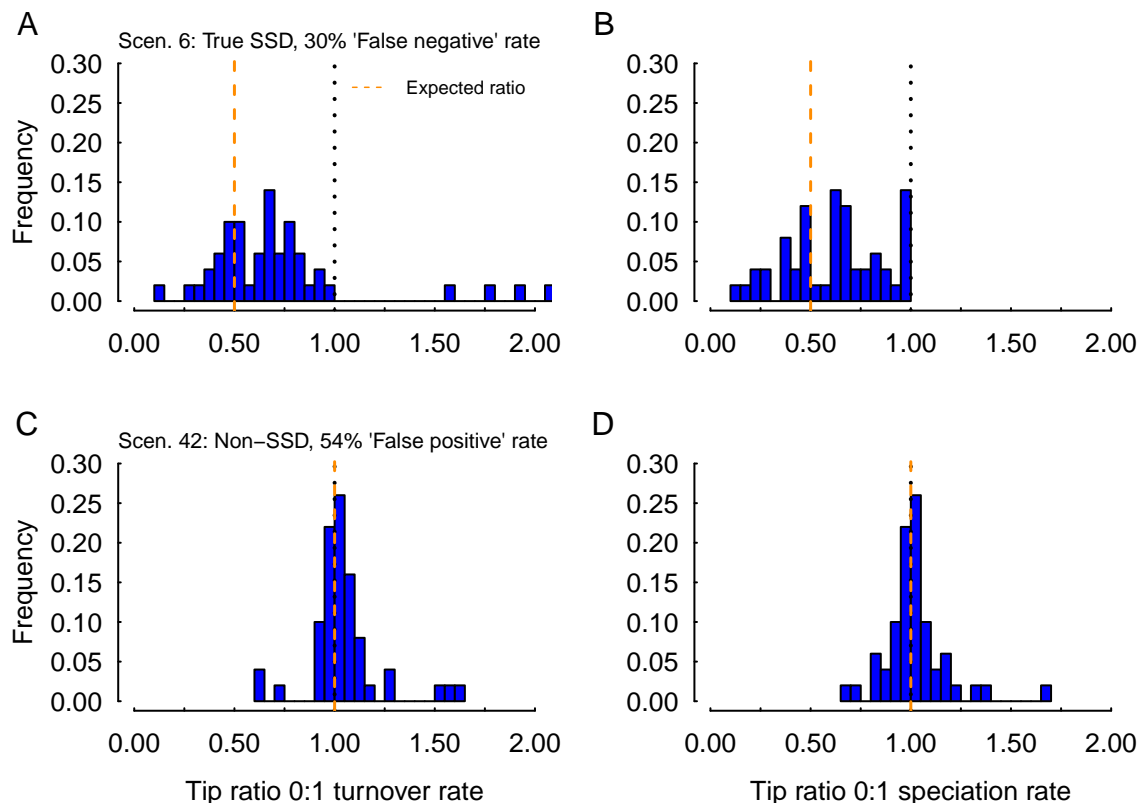 A
Scen. 6: True SSD, 30% 'False negative' rate
Expected ratio
Frequency
0.30
0.25
0.20
0.15
0.10
0.05
0.00
0.00 0.50 1.00 1.50 2.00
B
0.30
0.25
0.20
0.15
0.10
0.05
0.00
0.00 0.50 1.00 1.50 2.00
C
Scen. 42: Non−SSD, 54% 'False positive' rate
Frequency
0.30
0.25
0.20
0.15
0.10
0.05
0.00
0.00 0.50 1.00 1.50 2.00
Tip ratio 0:1 turnover rate
D
0.30
0.25
0.20
0.15
0.10
0.05
0.00
0.00 0.50 1.00 1.50 2.00
Tip ratio 0:1 speciation rate